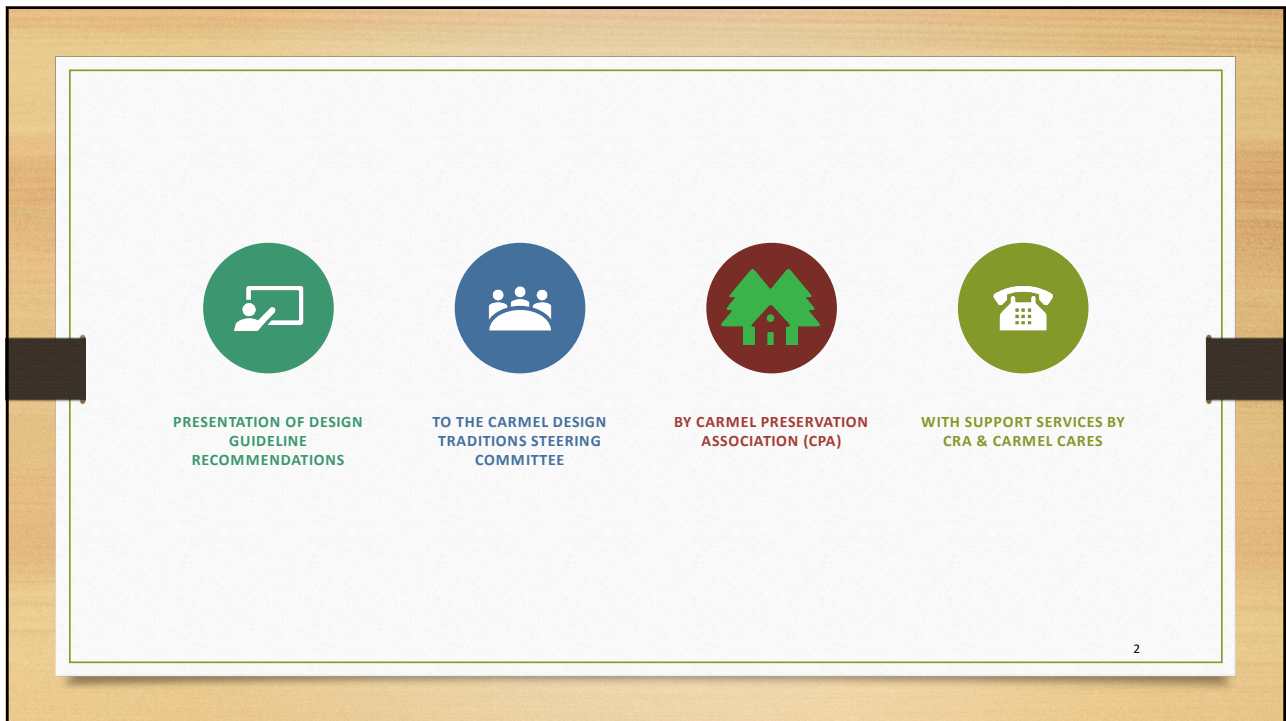 PRESENTATION OF DESIGN
GUIDELINE
RECOMMENDATIONS
TO THE CARMEL DESIGN
TRADITIONS STEERING
COMMITTEE
BY CARMEL PRESERVATION
ASSOCIATION (CPA)
WITH SUPPORT SERVICES BY
CRA & CARMEL CARES
2